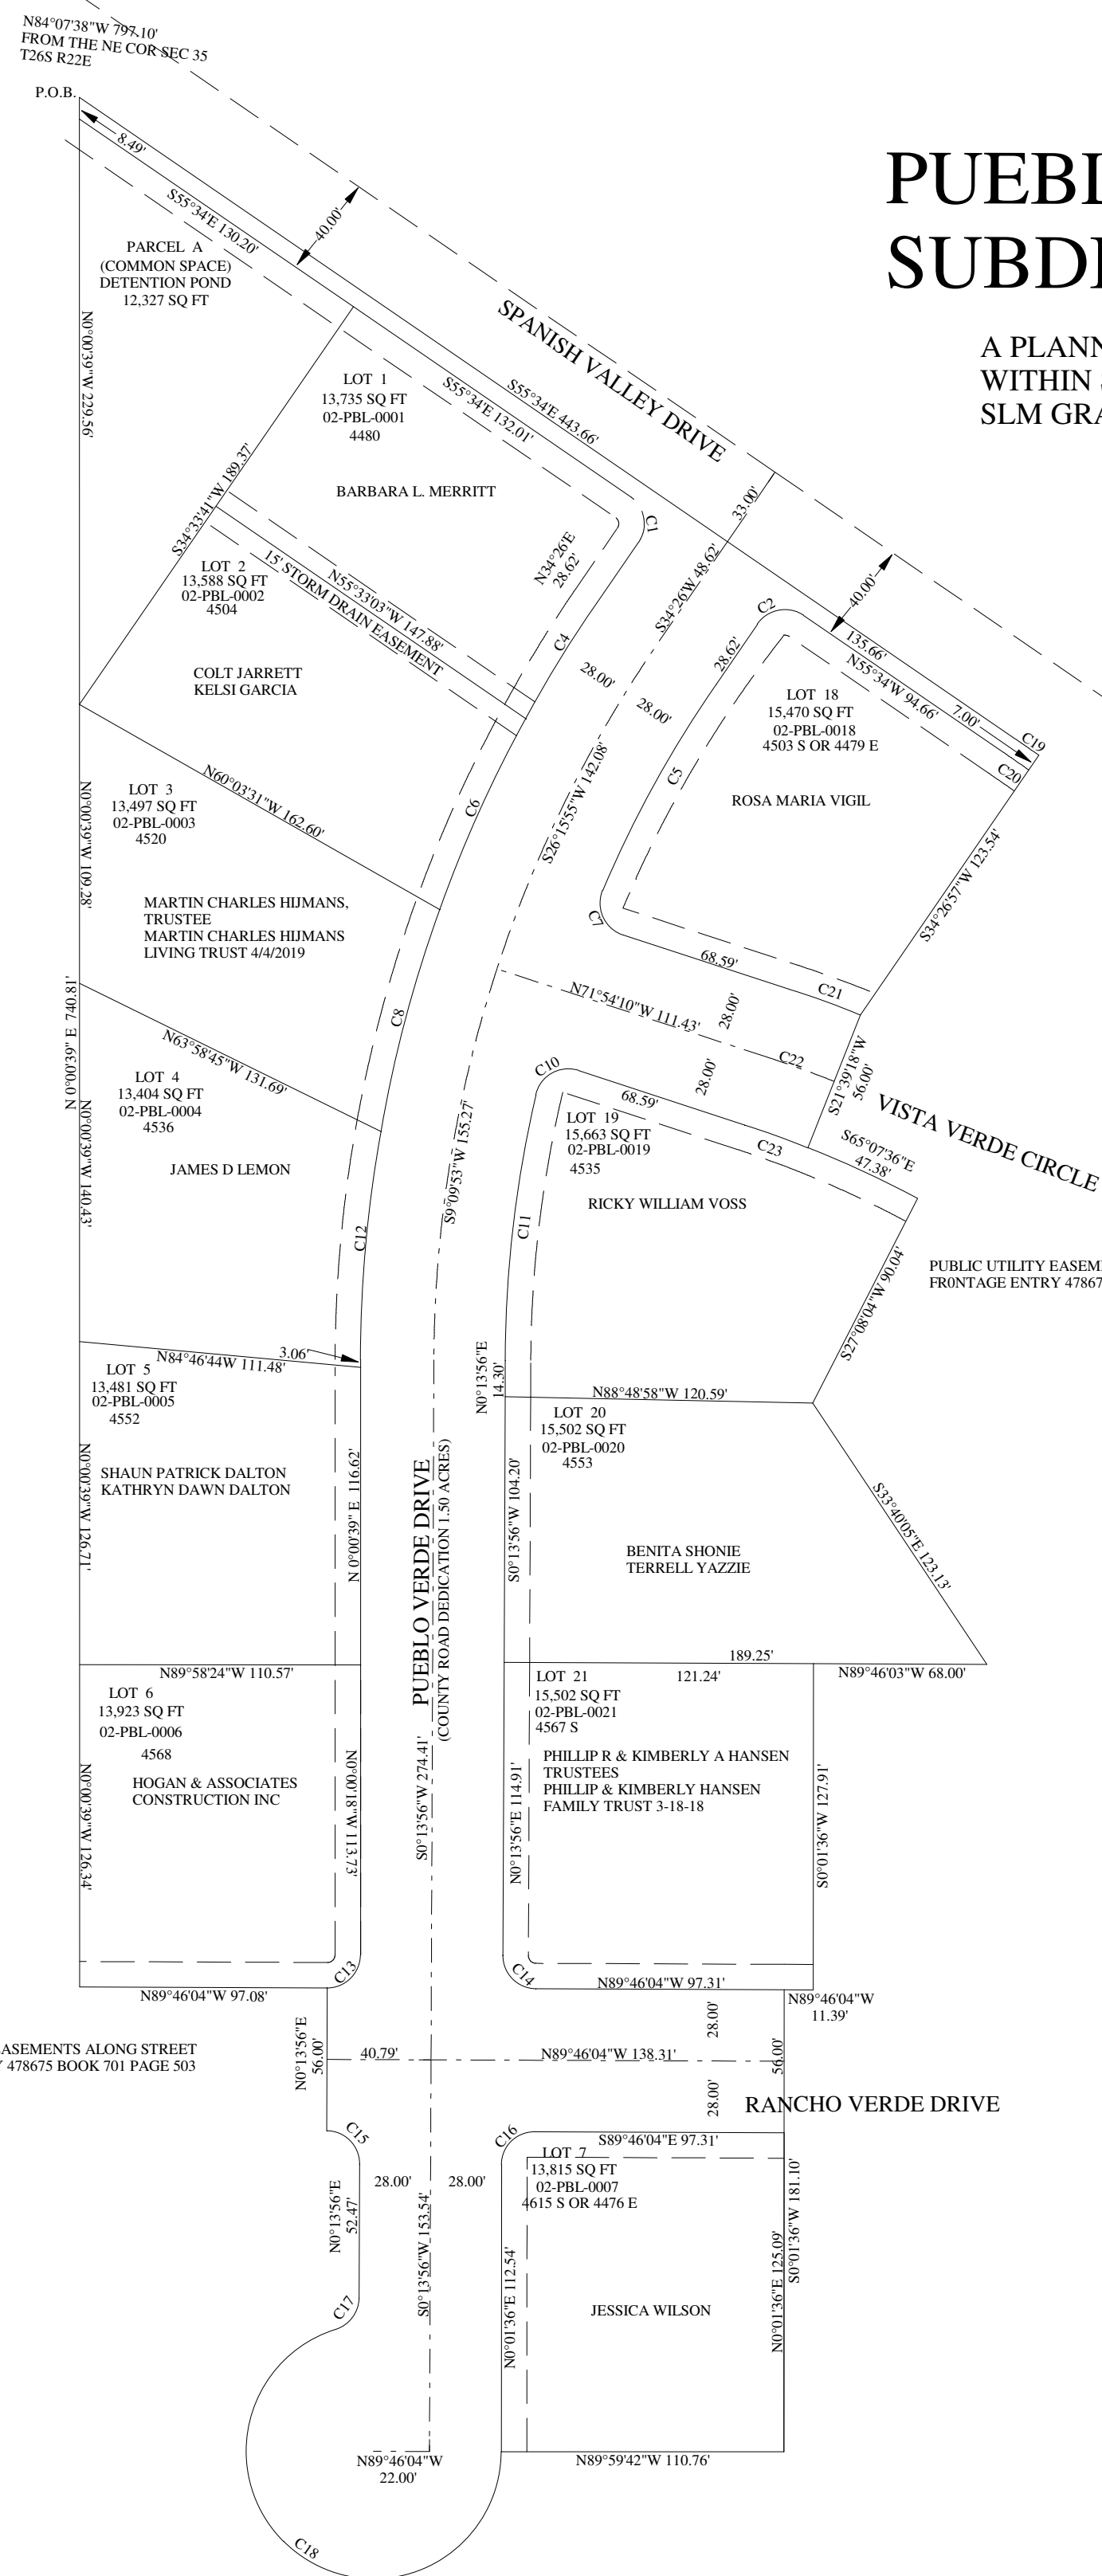 N84°07'38"W 797.10'
FROM THE NE COR SEC 35
T26S R22E
P.O.B.
8.49'
S55°34'E 130.20'
40.00'
PUEBL
SUBDI
A PLANN
WITHIN S
SLM GRA
PARCEL A
(COMMON SPACE)
DETENTION POND
12,327 SQ FT
N0°00'39"W 229.56'
SPANISH VALLEY DRIVE
S55°34'E 443.66'
S55°34'E 132.01'
LOT 1
13,735 SQ FT
02-PBL-0001
4480
BARBARA L. MERRITT
S34°33'41"W 189.37'
C1
N34°26'E
28.62'
33.00'
S34°26'W 48.62'
40.00'
LOT 2
13,588 SQ FT
02-PBL-0002
4504
N55°33'03"W 147.88'
15' STORM DRAIN EASEMENT
COLT JARRETT
KELSI GARCIA
C4
28.00'
28.00'
28.62'
C2
135.66'
N55°34'W 94.66'
7.00'
C19
C20
LOT 18
15,470 SQ FT
02-PBL-0018
4503 S OR 4479 E
ROSA MARIA VIGIL
C5
S34°26'57"W 123.54'
S26°15'55"W 142.08'
C6
N60°03'31"W 162.60'
LOT 3
13,497 SQ FT
02-PBL-0003
4520
N0°00'39"W 109.28'
MARTIN CHARLES HIJMANS,
TRUSTEE
MARTIN CHARLES HIJMANS
LIVING TRUST 4/4/2019
C7
68.59'
C21
N71°54'10"W 111.43'
28.00'
C22
28.00'
S21°39'18"W
56.00'
VISTA VERDE CIRCLE
N 0°00'39" E 740.81'
C8
N63°58'45"W 131.69'
LOT 4
13,404 SQ FT
02-PBL-0004
4536
N0°00'39"W 140.43'
JAMES D LEMON
C10
68.59'
C23
S65°07'36"E
47.38'
LOT 19
15,663 SQ FT
02-PBL-0019
4535
RICKY WILLIAM VOSS
S9°09'53"W 155.27'
C11
C12
S27°08'04"W 90.04'
PUBLIC UTILITY EASEM
FR0NTAGE ENTRY 47867
3.06'
N84°46'44W 111.48'
LOT 5
13,481 SQ FT
02-PBL-0005
4552
N0°13'56"E
14.30'
N88°48'58"W 120.59'
LOT 20
15,502 SQ FT
02-PBL-0020
4553
SHAUN PATRICK DALTON
KATHRYN DAWN DALTON
N0°00'39"W 126.71'
N 0°00'39" E 116.62'
PUEBLO VERDE DRIVE
(COUNTY ROAD DEDICATION 1.50 ACRES)
S0°13'56"W 104.20'
BENITA SHONIE
TERRELL YAZZIE
S33°40'05"E 123.13'
189.25'
N89°58'24"W 110.57'
N89°46'03"W 68.00'
LOT 6
13,923 SQ FT
02-PBL-0006
4568
HOGAN & ASSOCIATES
CONSTRUCTION INC
N0°00'39"W 126.34'
N0°00'18"W 113.73'
S0°13'56"W 274.41'
LOT 21
121.24'
15,502 SQ FT
02-PBL-0021
4567 S
PHILLIP R & KIMBERLY A HANSEN
TRUSTEES
PHILLIP & KIMBERLY HANSEN
FAMILY TRUST 3-18-18
N0°13'56"E 114.91'
S0°01'36"W 127.91'
C13
C14
N89°46'04"W 97.08'
N89°46'04"W 97.31'
N89°46'04"W
11.39'
ASEMENTS ALONG STREET
Y 478675 BOOK 701 PAGE 503
N0°13'56"E
56.00'
40.79'
N89°46'04"W 138.31'
28.00'
28.00'
56.00'
RANCHO VERDE DRIVE
C15
C16
S89°46'04"E 97.31'
LOT 7
13,815 SQ FT
02-PBL-0007
4615 S OR 4476 E
28.00'
28.00'
N0°13'56"E
52.47'
S0°13'56"W 153.54'
N0°01'36"E 112.54'
N0°01'36"E 125.09'
S0°01'36"W 181.10'
JESSICA WILSON
C17
N89°46'04"W
22.00'
N89°59'42"W 110.76'
C18